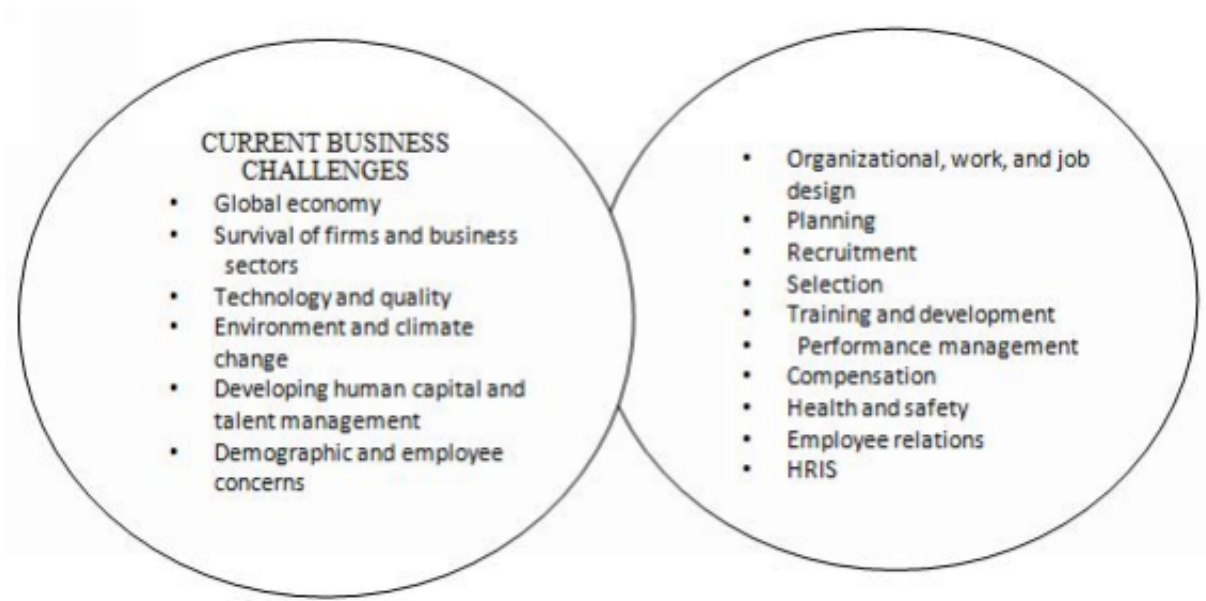 CURRENT BUSINESS
CHALLENGES
• Global economy
• Survival of firms and business
sectors
• Technology and quality
• Environment and climate
change
• Developing human capital and
talent management
• Demographic and employee
concerns
• Organizational, work, and job
design
• Planning
• Recruitment
• Selection
• Training and development
• Performance management
• Compensation
• Health and safety
• Employee relations
• HRIS